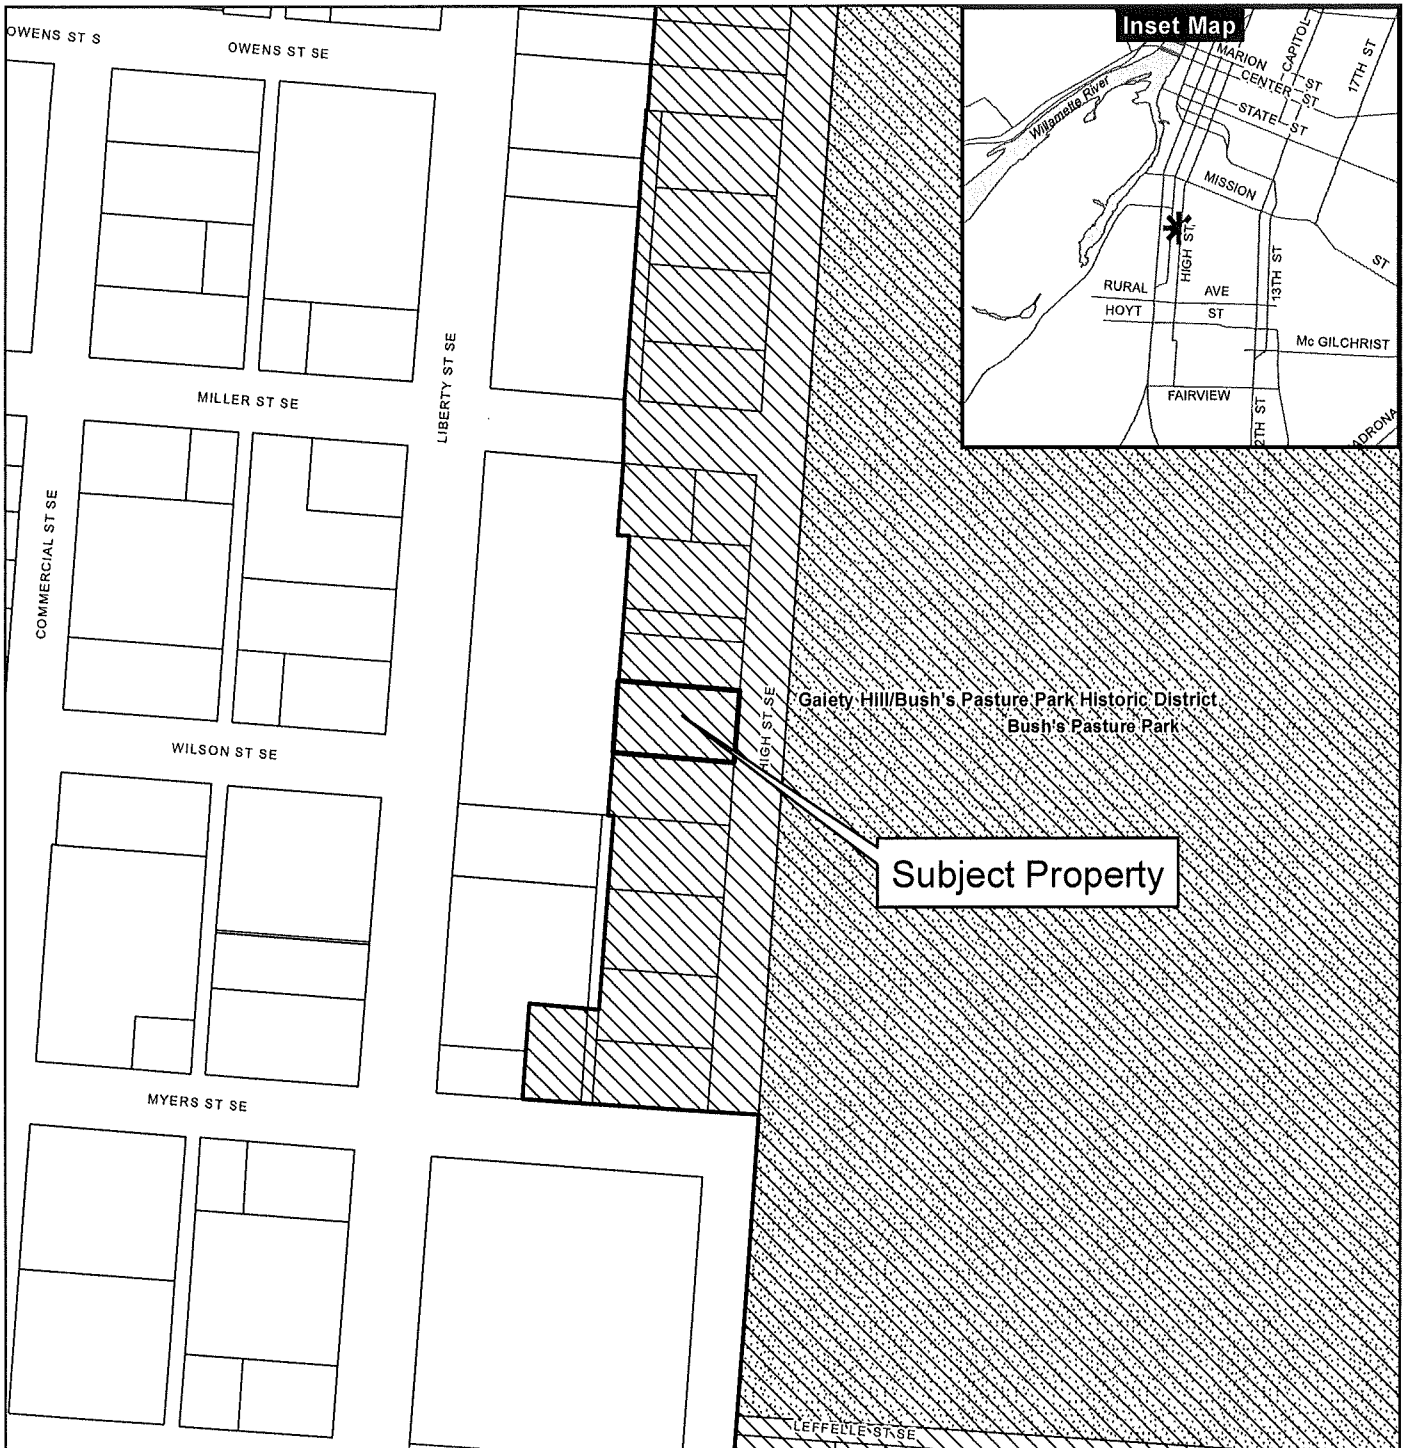 OWENS ST S
OWENS ST SE
MILLER ST SE
LIBERTY ST SE
COMMERCIAL ST SE
WILSON ST SE
HIGH ST SE
Gaiety Hill/Bush's Pasture Park Historic District
Bush's Pasture Park
Subject Property
MYERS ST SE
LEFFELLE ST SE
Inset Map
Willamette River
MARION ST
CENTER ST
STATE ST
CAPITOL
17TH ST
MISSION ST
HIGH ST
13TH ST
RURAL AVE
HOYT ST
Mc GILCHRIST
FAIRVIEW
2TH ST
ADRONA